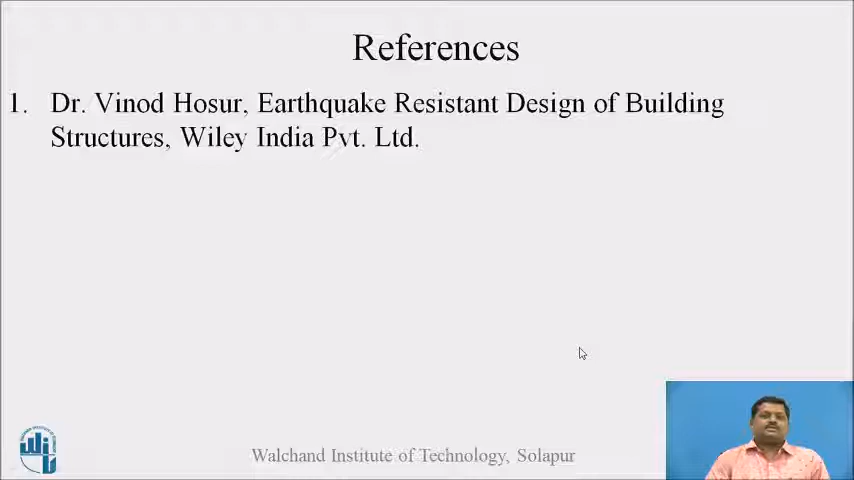 References
1. Dr. Vinod Hosur, Earthquake Resistant Design of Building
Structures, Wiley India Pvt. Ltd.
Walchand Institute of Technology, Solapur